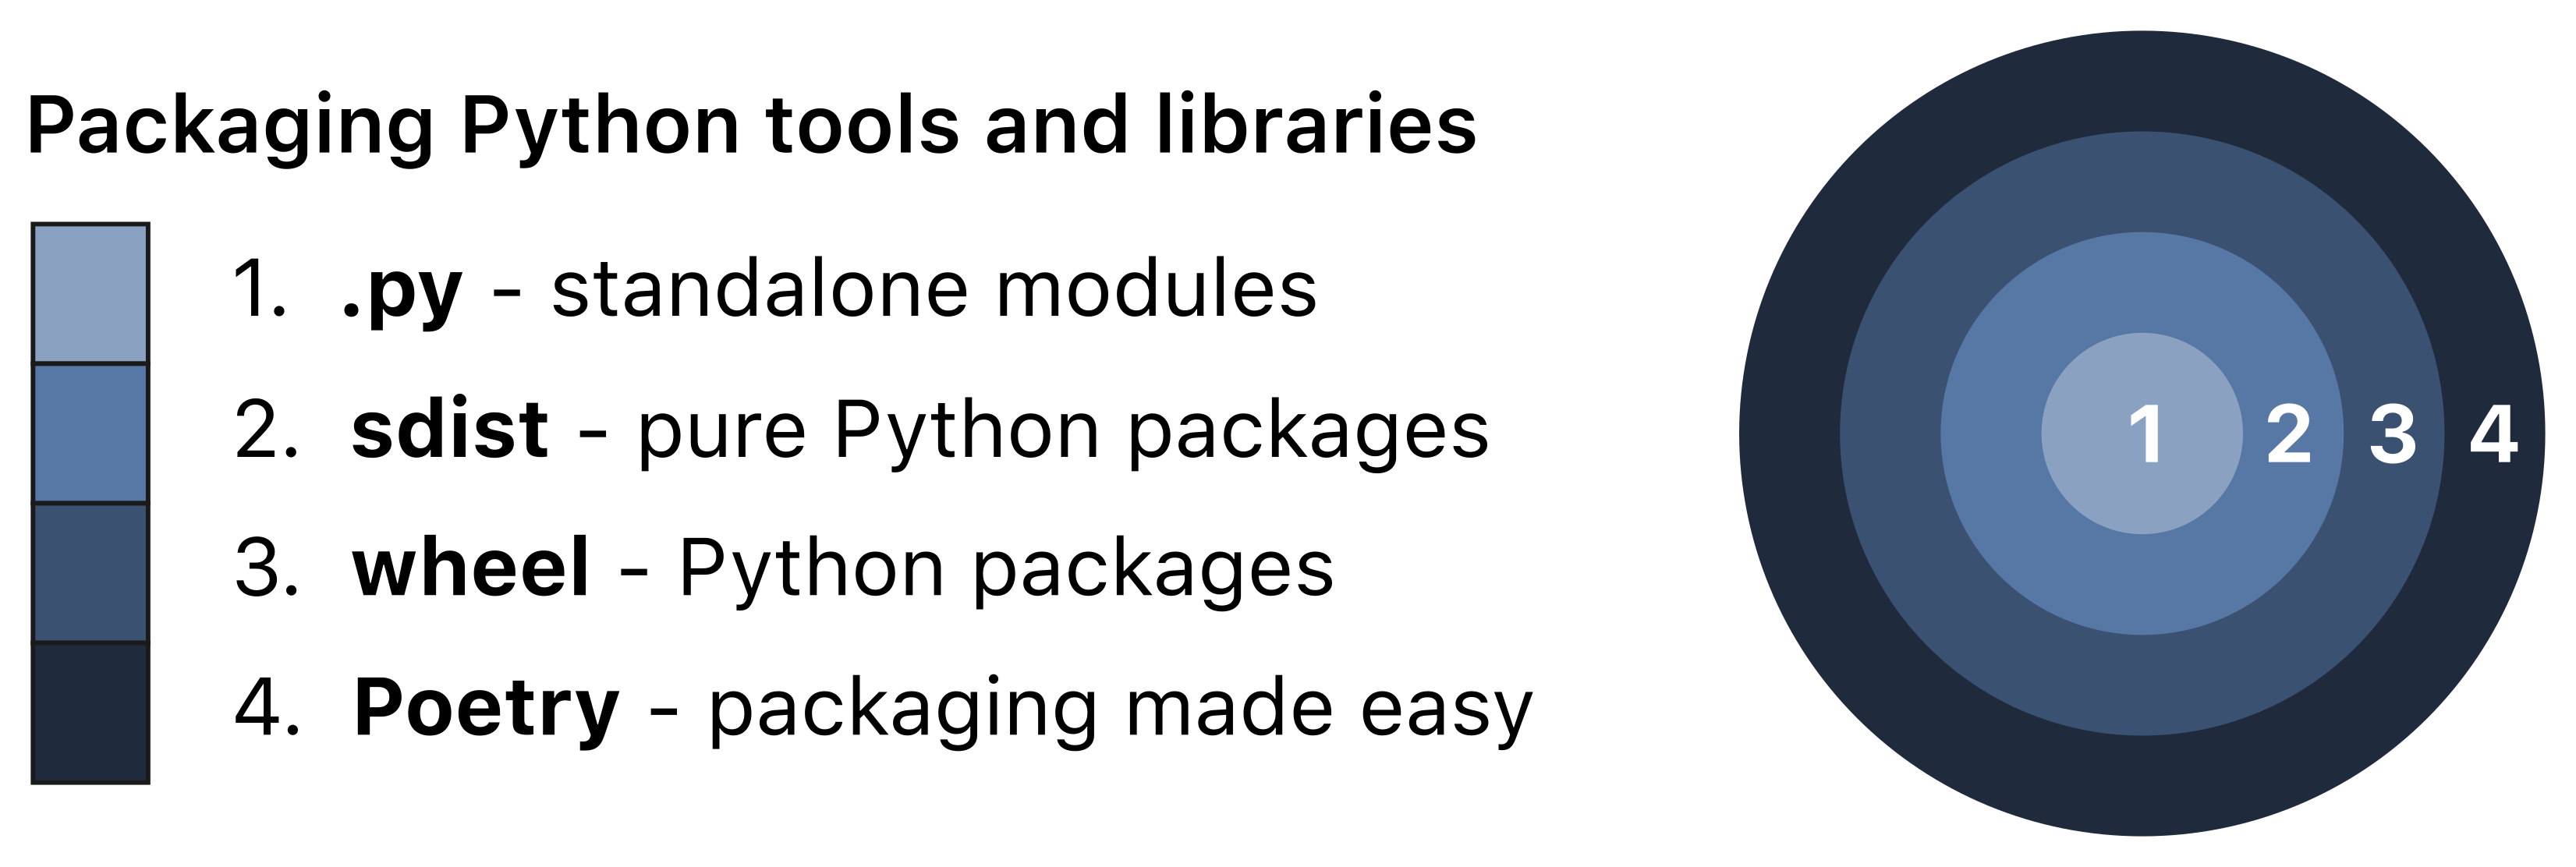 Packaging Python tools and libraries
1. .py - standalone modules
2. sdist - pure Python packages
3. wheel - Python packages
4. Poetry - packaging made easy
1 2 3 4